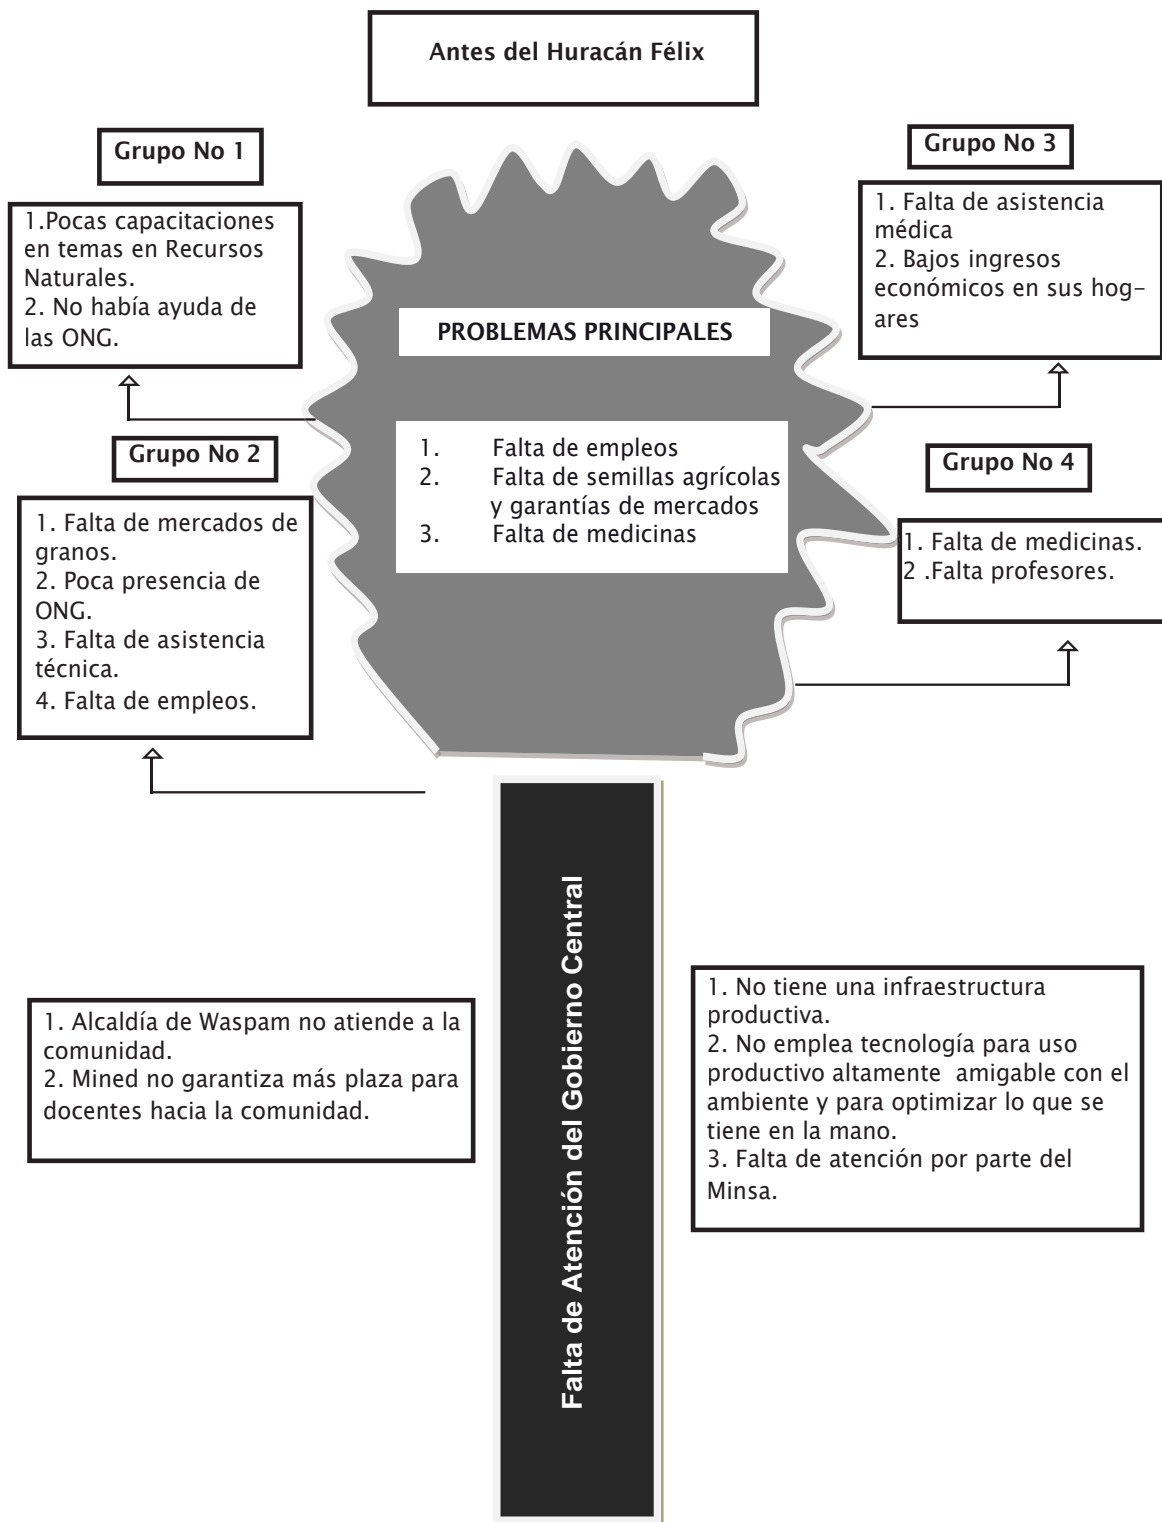 Antes del Huracán Félix
Grupo No 1
1.Pocas capacitaciones
en temas en Recursos
Naturales.
2. No había ayuda de
las ONG.
Grupo No 2
1. Falta de mercados de
granos.
2. Poca presencia de
ONG.
3. Falta de asistencia
técnica.
4. Falta de empleos.
PROBLEMAS PRINCIPALES
1. Falta de empleos
2. Falta de semillas agrícolas
y garantías de mercados
3. Falta de medicinas
Grupo No 3
1. Falta de asistencia
médica
2. Bajos ingresos
económicos en sus hog-
ares
Grupo No 4
1. Falta de medicinas.
2 .Falta profesores.
Falta de Atención del Gobierno Central
1. Alcaldía de Waspam no atiende a la
comunidad.
2. Mined no garantiza más plaza para
docentes hacia la comunidad.
1. No tiene una infraestructura
productiva.
2. No emplea tecnología para uso
productivo altamente amigable con el
ambiente y para optimizar lo que se
tiene en la mano.
3. Falta de atención por parte del
Minsa.